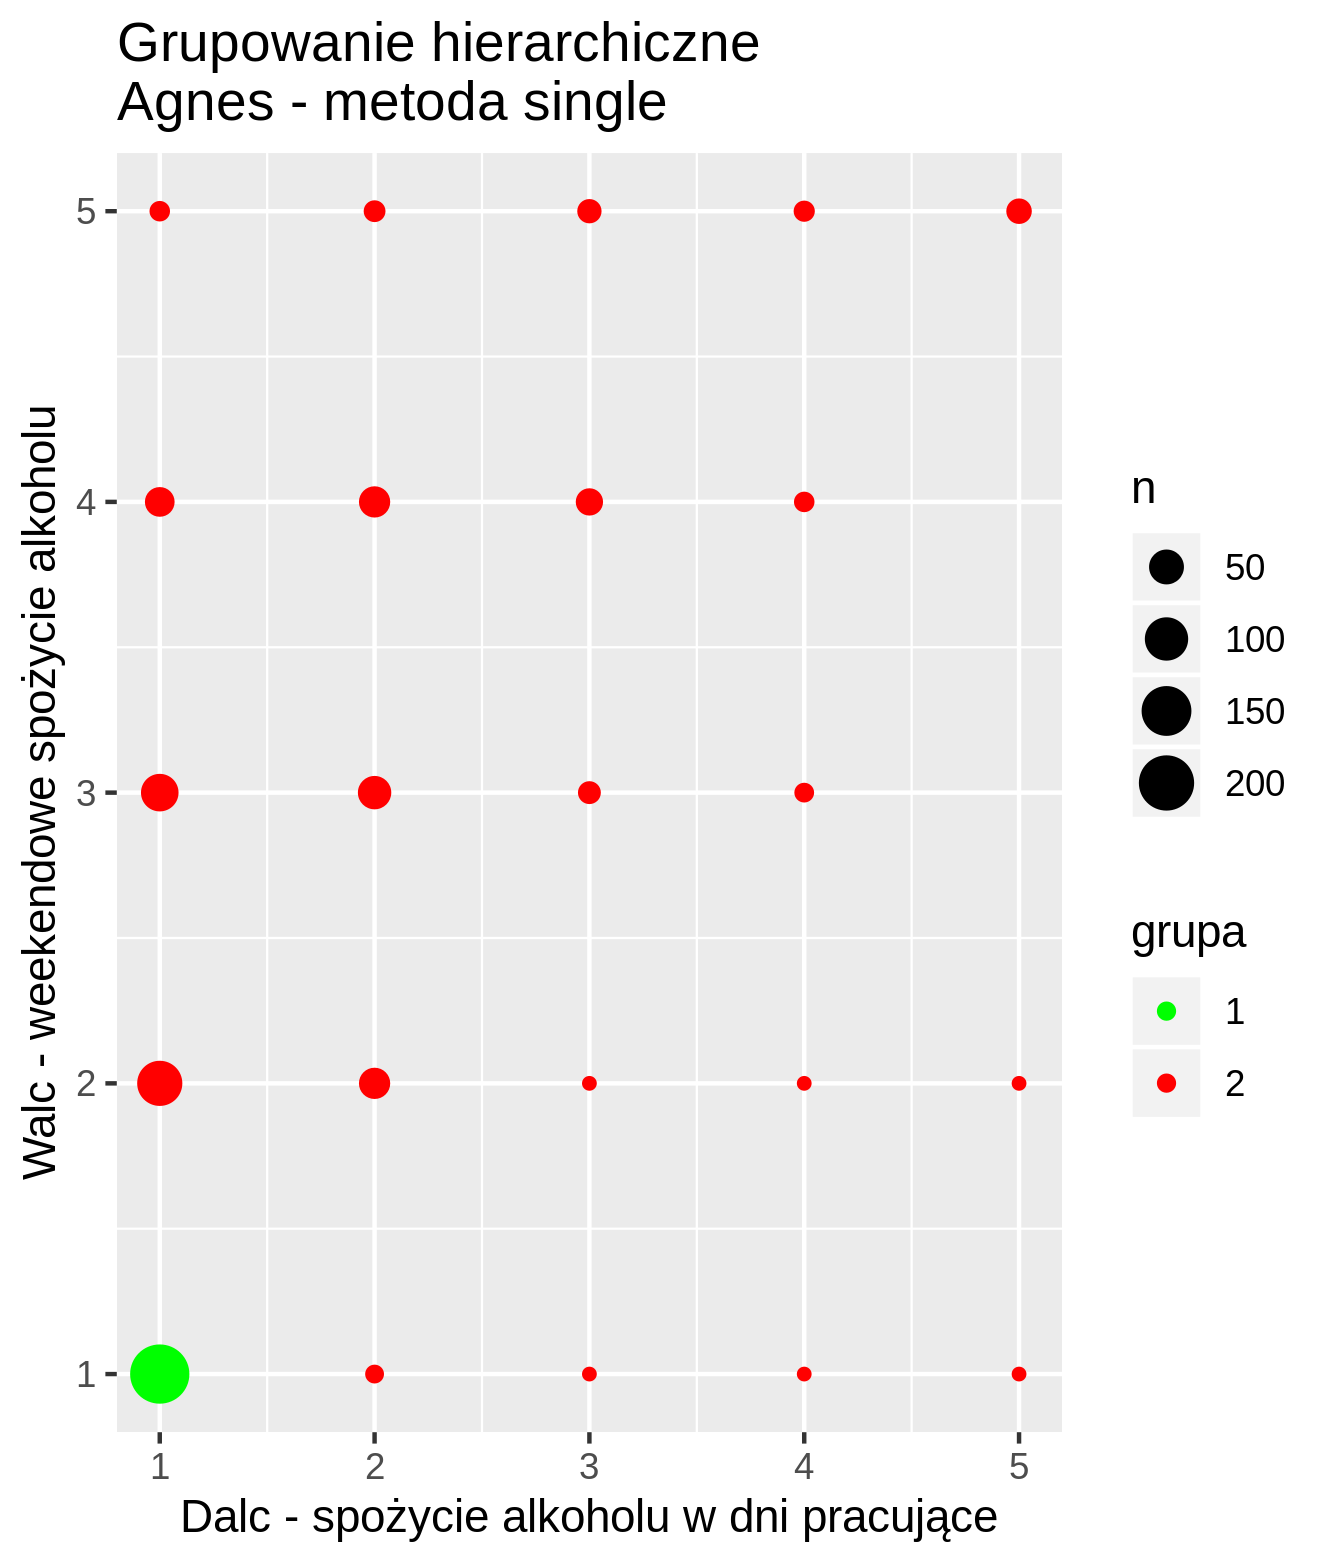 Grupowanie hierarchiczne
Agnes - metoda single
Walc - weekendowe spożycie alkoholu
5
4
3
2
1
1 2 3 4 5
Dalc - spożycie alkoholu w dni pracujące
n
50
100
150
200
grupa
1
2